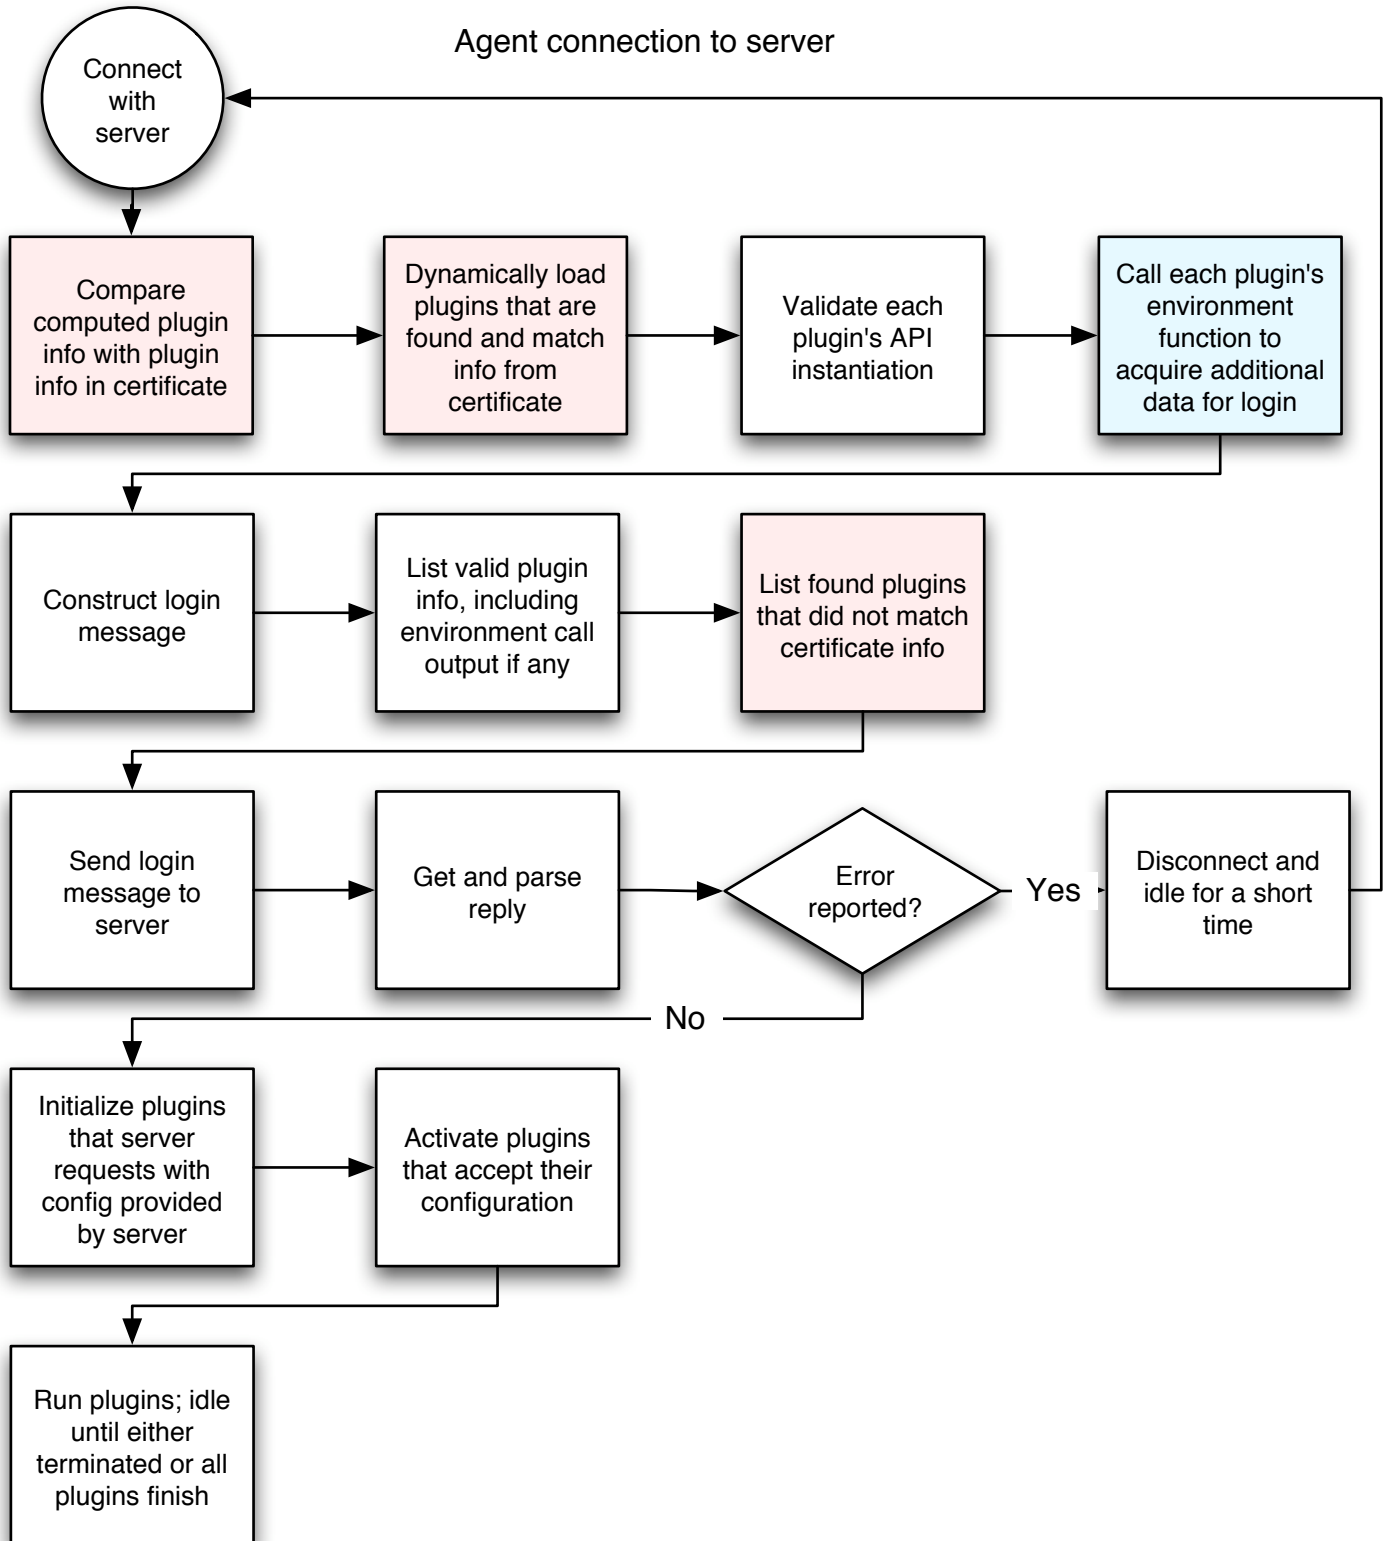 Agent connection to server
Connect
with
server
Compare
computed plugin
info with plugin
info in certificate
Dynamically load
plugins that are
found and match
info from
certificate
Validate each
plugin's API
instantiation
Call each plugin's
environment
function to
acquire additional
data for login
Construct login
message
List valid plugin
info, including
environment call
output if any
List found plugins
that did not match
certificate info
Send login
message to
server
Get and parse
reply
Error
reported?
Yes
Disconnect and
idle for a short
time
No
Initialize plugins
that server
requests with
config provided
by server
Activate plugins
that accept their
configuration
Run plugins; idle
until either
terminated or all
plugins finish